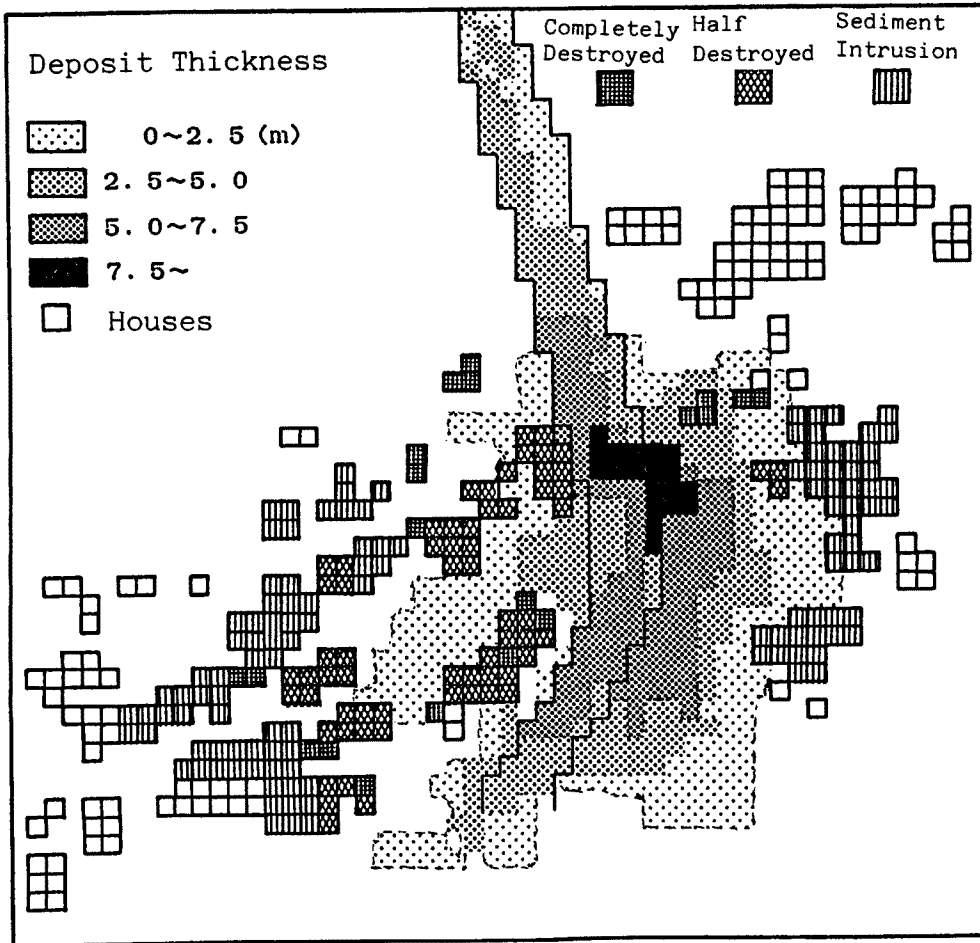 Deposit Thickness
0~2.5 (m)
2.5~5.0
5.0~7.5
7.5~
Houses
Completely Destroyed
Half Destroyed
Sediment Intrusion